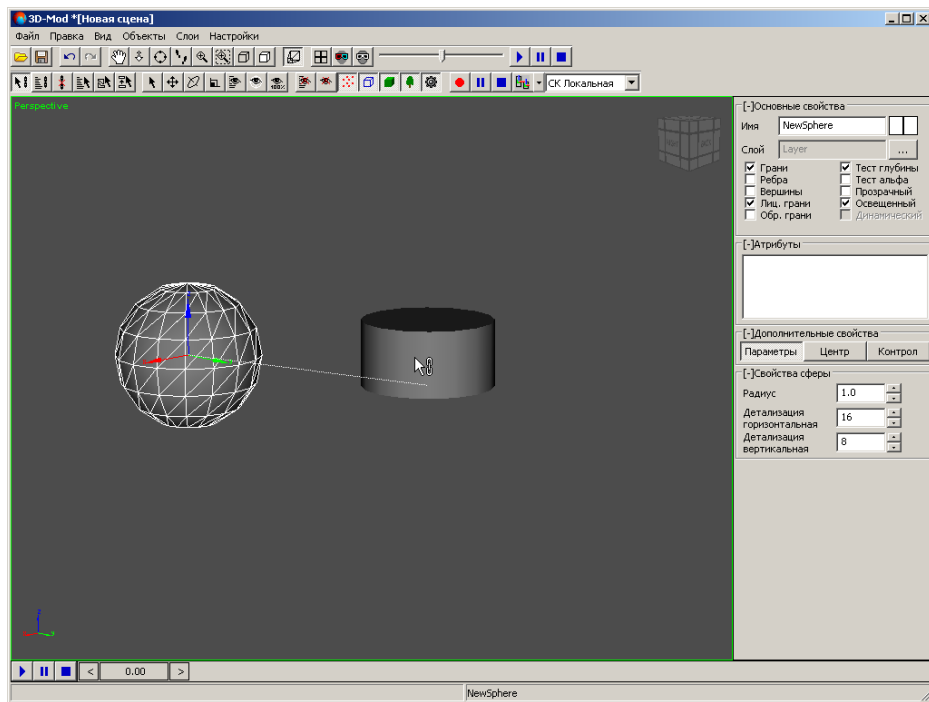 3D-Mod *[Новая сцена]
Файл Правка Вид Объекты Слои Настройки
100%
СК Локальная
Perspective
[-]Основные свойства
Имя NewSphere
Слой Layer ...
Грани Тест глубины
Ребра Тест альфа
Вершины Прозрачный
Лиц. грани Освещенный
Обр. грани Динамический
[-]Атрибуты
[-]Дополнительные свойства
Параметры Центр Контрол
[-]Свойства сферы
Радиус 1.0
Детализация
горизонтальная 16
Детализация
вертикальная 8
< 0.00 >
NewSphere